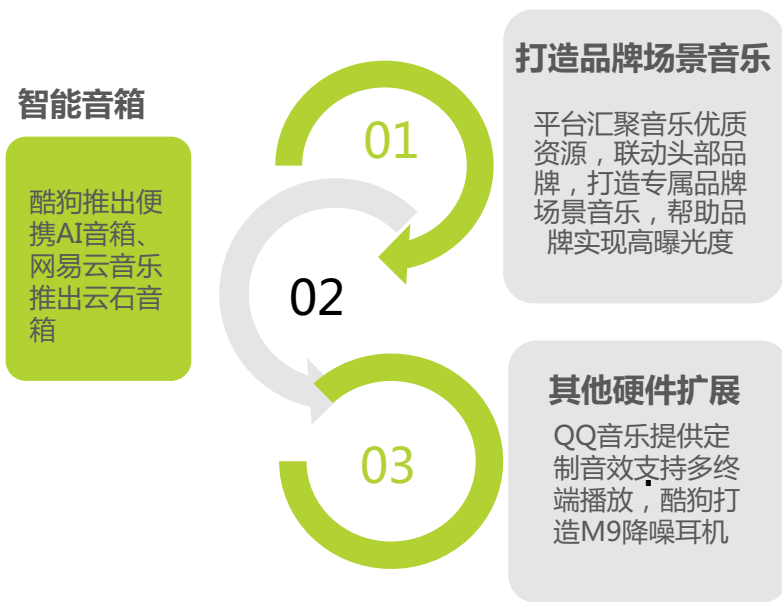 智能音箱
酷狗推出便
携AI音箱、
网易云音乐
推出云石音
箱
01
打造品牌场景音乐
平台汇聚音乐优质
资源，联动头部品
牌，打造专属品牌
场景音乐，帮助品
牌实现高曝光度
02
03
其他硬件扩展
QQ音乐提供定
制音效支持多终
端播放，酷狗打
造M9降噪耳机